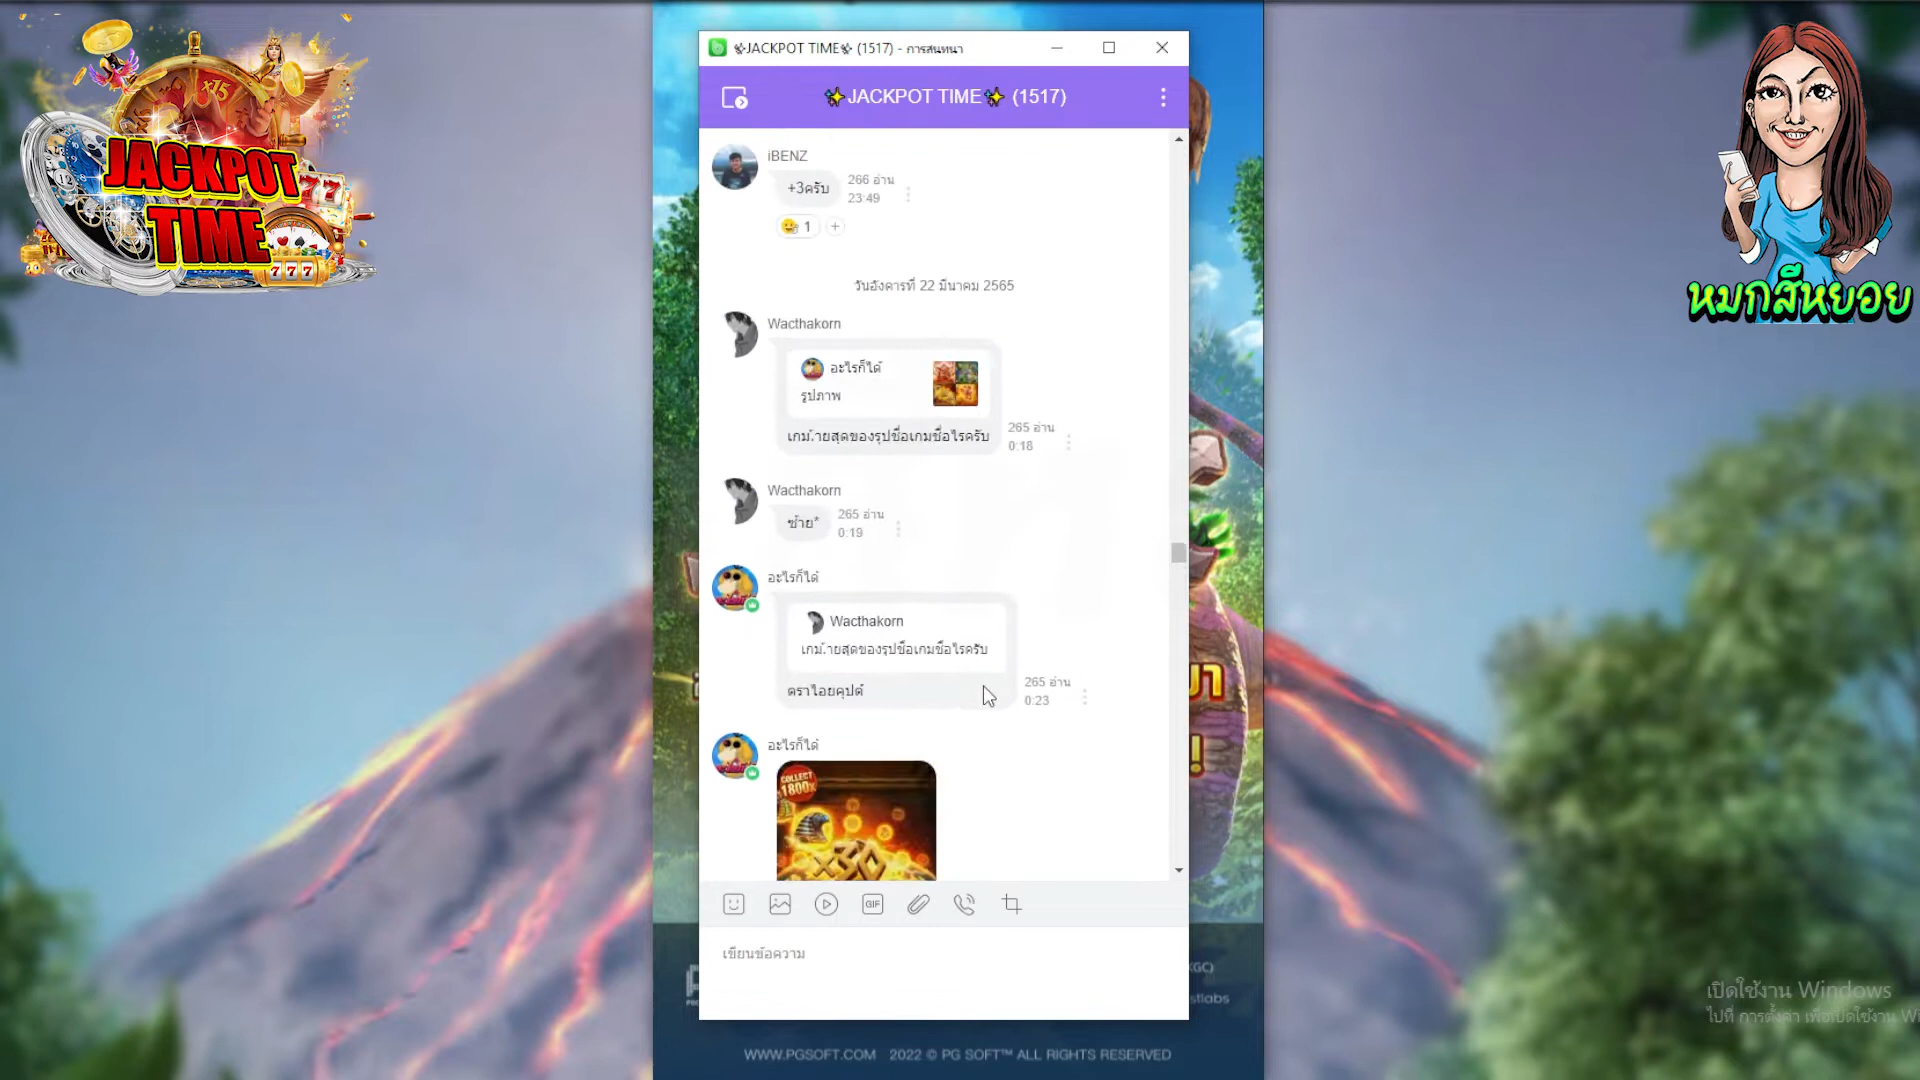 ✨JACKPOT TIME✨ (1517) - การสนทนา
✨JACKPOT TIME✨ (1517)
JACKPOT
TIME
x15
777
หมกสีหยอย
iBENZ
+3ครับ
266 อ่าน
23:49
1
วันอังคารที่ 22 มีนาคม 2565
Wacthakorn
อะไรก็ได้
รูปภาพ
เกม้ายสุดของรุปชื่อเกมชื่อไรครับ
265 อ่าน
0:18
Wacthakorn
ซ้าย*
265 อ่าน
0:19
อะไรก็ได้
Wacthakorn
เกม้ายสุดของรุปชื่อเกมชื่อไรครับ
ตราไอยคุปต์
265 อ่าน
0:23
อะไรก็ได้
COLLECT
1800x
x30
GIF
เขียนข้อความ
WWW.PGSOFT.COM 2022 © PG SOFT™ ALL RIGHTS RESERVED
เปิดใช้งาน Windows